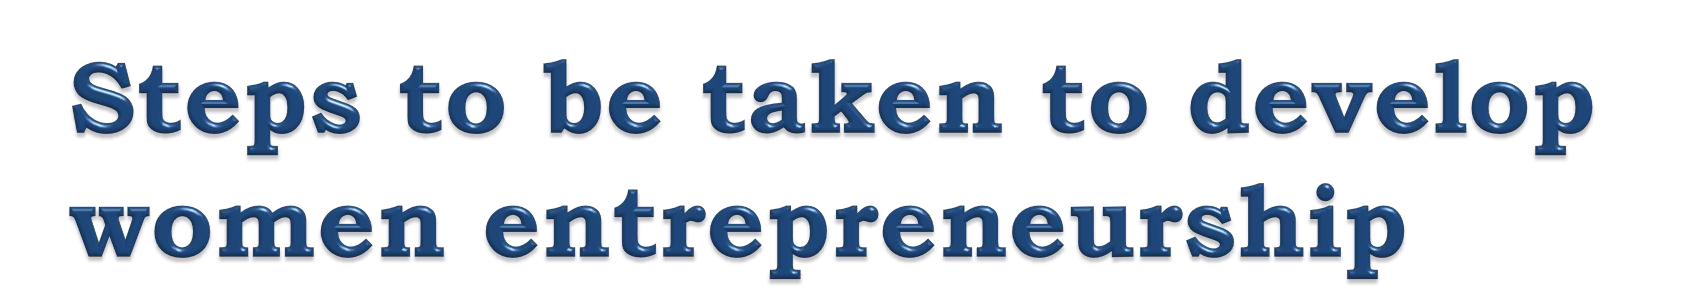 Steps to be taken to develop
women entrepreneurship